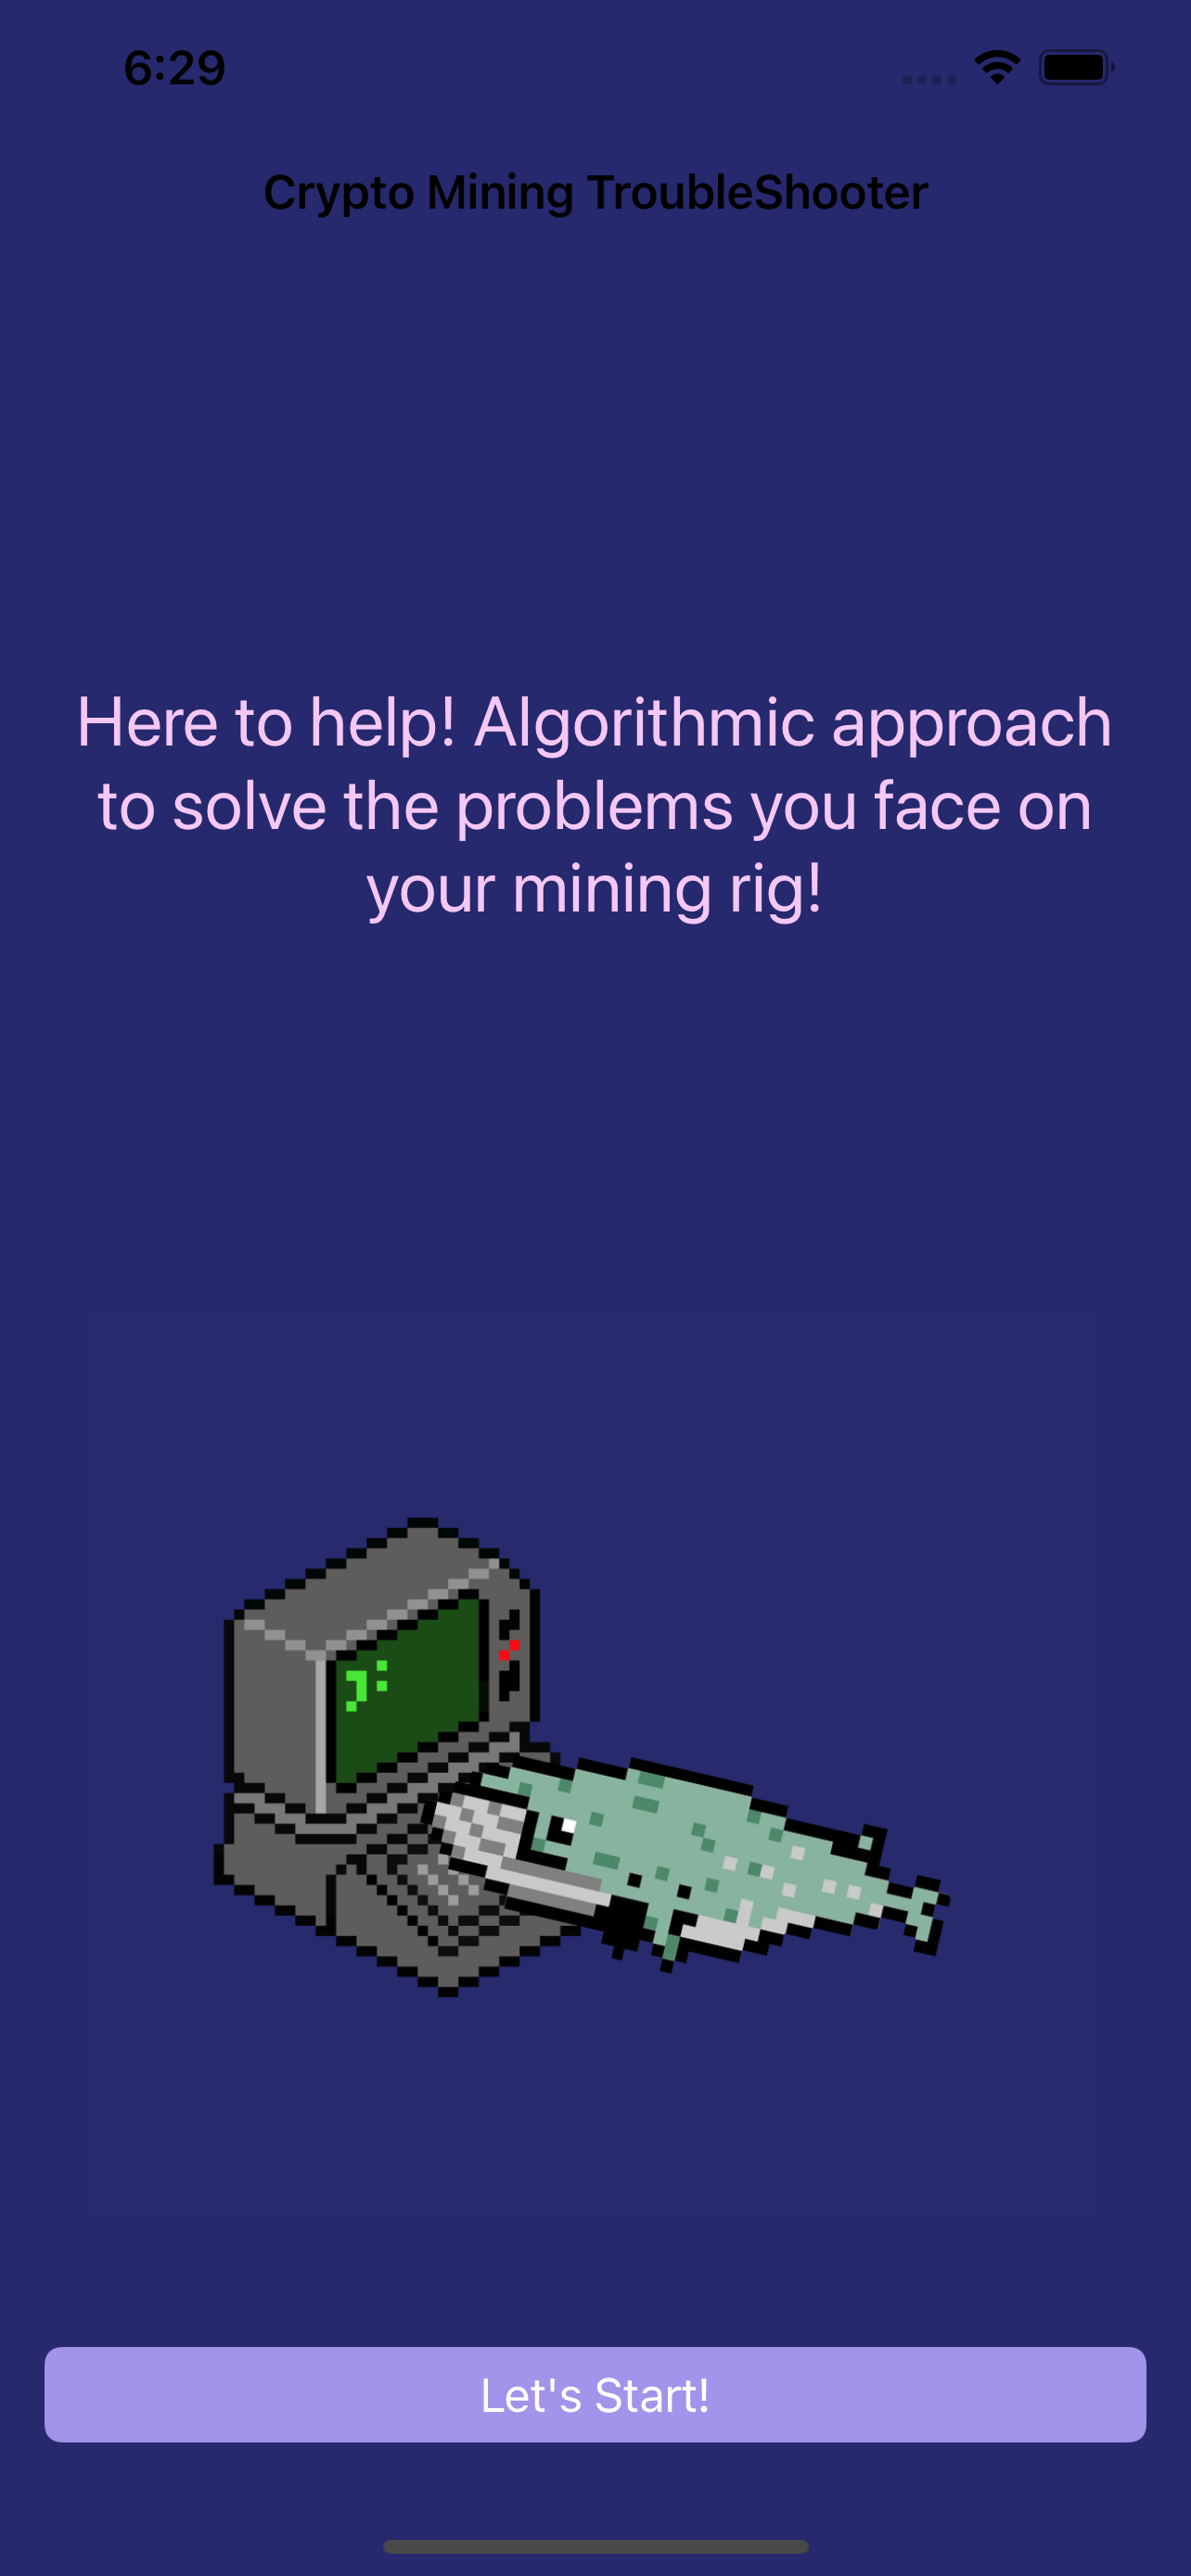 6:29
Crypto Mining TroubleShooter
Here to help! Algorithmic approach
to solve the problems you face on
your mining rig!
Let's Start!